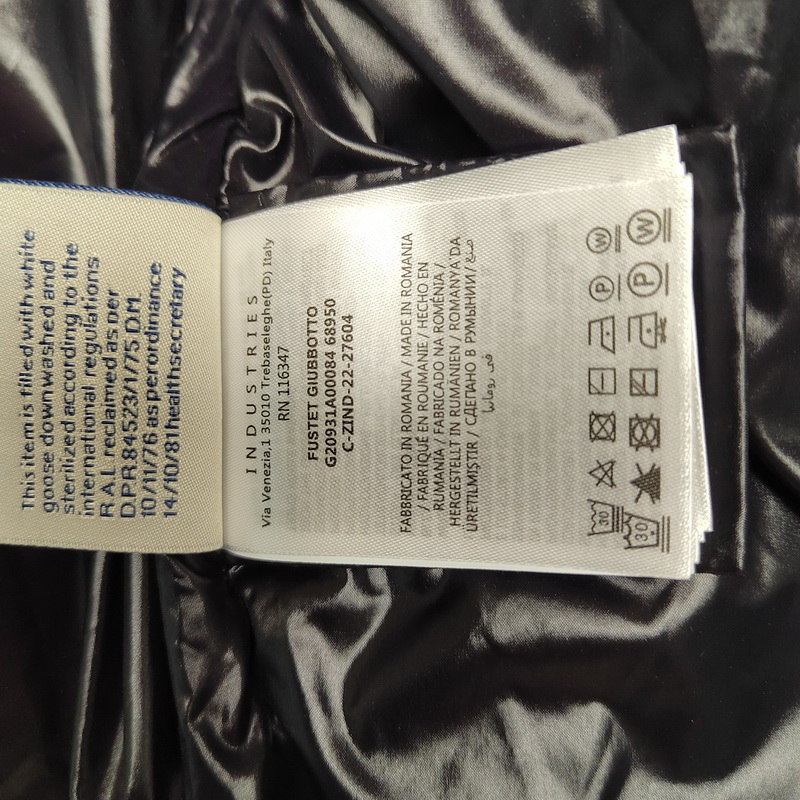 This item is filled with white
goose down washed and
sterilized according to the
international regulations
R.A.L. reclaimed as per
D.P.R. 84523/1/75 D.M.
10/11/76 as per ordinance
14/10/81 health secretary
INDUSTRIES
Via Venezia,1 35010 Trebaseleghe(PD) Italy
RN 116347
FUSTET GIUBBOTTO
G20931A00084 68950
C-ZIND-22-27604
FABBRICATO IN ROMANIA / MADE IN ROMANIA
/ FABRIQUÉ EN ROUMANIE / HECHO EN
RUMANÍA / FABRICADO NA ROMÉNIA /
HERGESTELLT IN RUMÄNIEN / ROMANYA'DA
ÜRETILMIŞTIR / СДЕЛАНО В РУМЫНИИ / صنع
في رومانيا
30 P W
30 P W